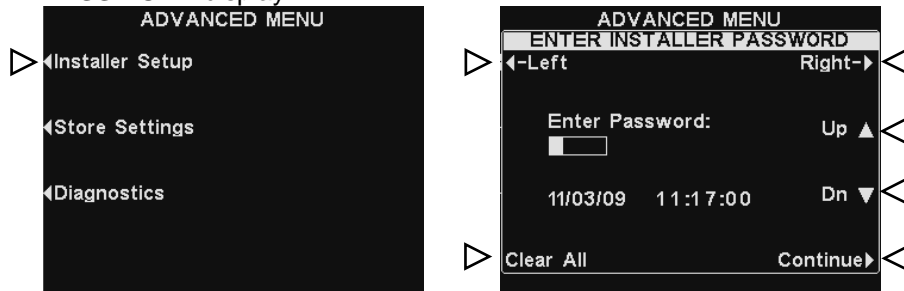 ADVANCED MENU
Installer Setup
Store Settings
Diagnostics
ADVANCED MENU
ENTER INSTALLER PASSWORD
-Left Right-
Enter Password:
Up
11/03/09 11:17:00 Dn
Clear All Continue